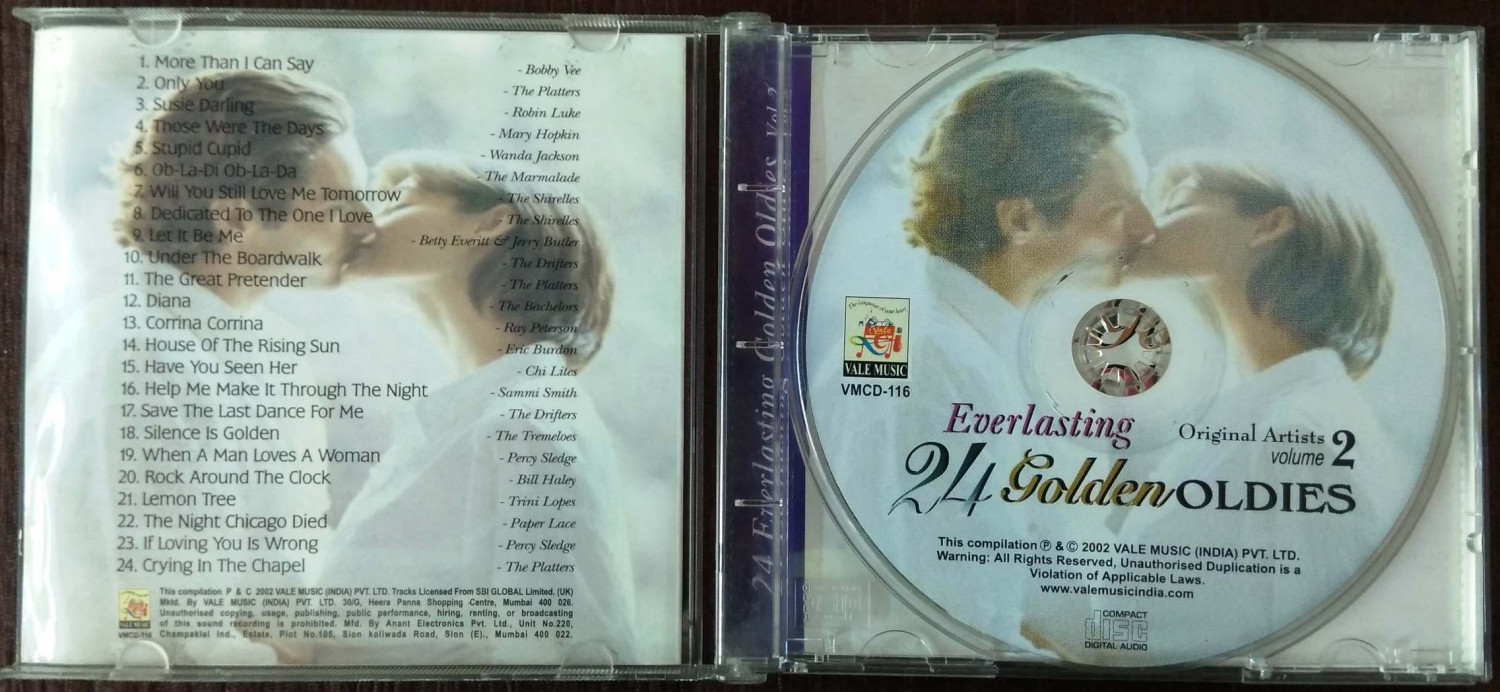 1. More Than I Can Say - Bobby Vee
2. Only You - The Platters
3. Susie Darling - Robin Luke
4. Those Were The Days - Mary Hopkin
5. Stupid Cupid - Wanda Jackson
6. Ob-La-Di Ob-La-Da - The Marmalade
7. Will You Still Love Me Tomorrow - The Shirelles
8. Dedicated To The One I Love - The Shirelles
9. Let It Be Me - Betty Everitt & Jerry Butler
10. Under The Boardwalk - The Drifters
11. The Great Pretender - The Platters
12. Diana - The Bachelors
13. Corrina Corrina - Ray Peterson
14. House Of The Rising Sun - Eric Burdon
15. Have You Seen Her - Chi Lites
16. Help Me Make It Through The Night - Sammi Smith
17. Save The Last Dance For Me - The Drifters
18. Silence Is Golden - The Tremeloes
19. When A Man Loves A Woman - Percy Sledge
20. Rock Around The Clock - Bill Haley
21. Lemon Tree - Trini Lopes
22. The Night Chicago Died - Paper Lace
23. If Loving You Is Wrong - Percy Sledge
24. Crying In The Chapel - The Platters
This compilation P & C 2002 VALE MUSIC (INDIA) PVT. LTD. Tracks Licensed From SBI GLOBAL Limited. (UK)
Mktd. By VALE MUSIC (INDIA) PVT. LTD. 30/G, Heera Panna Shopping Centre, Mumbai 400 026.
Unauthorised copying, usage, publishing, public performance, hiring, renting, or broadcasting
of this sound recording is prohibited. Mfd. By Anant Electronics Pvt. Ltd., Unit No.220,
Champaklal Ind., Estate, Plot No.105, Sion koliwada Road, Sion (E)., Mumbai 400 022.
VALE MUSIC
VMCD-116
24 Everlasting Golden Oldies Vol 2
VALE MUSIC
VMCD-116
Everlasting
Original Artists
volume 2
24 Golden OLDIES
This compilation ℗ & © 2002 VALE MUSIC (INDIA) PVT. LTD.
Warning: All Rights Reserved, Unauthorised Duplication is a
Violation of Applicable Laws.
www.valemusicindia.com
COMPACT
disc
DIGITAL AUDIO